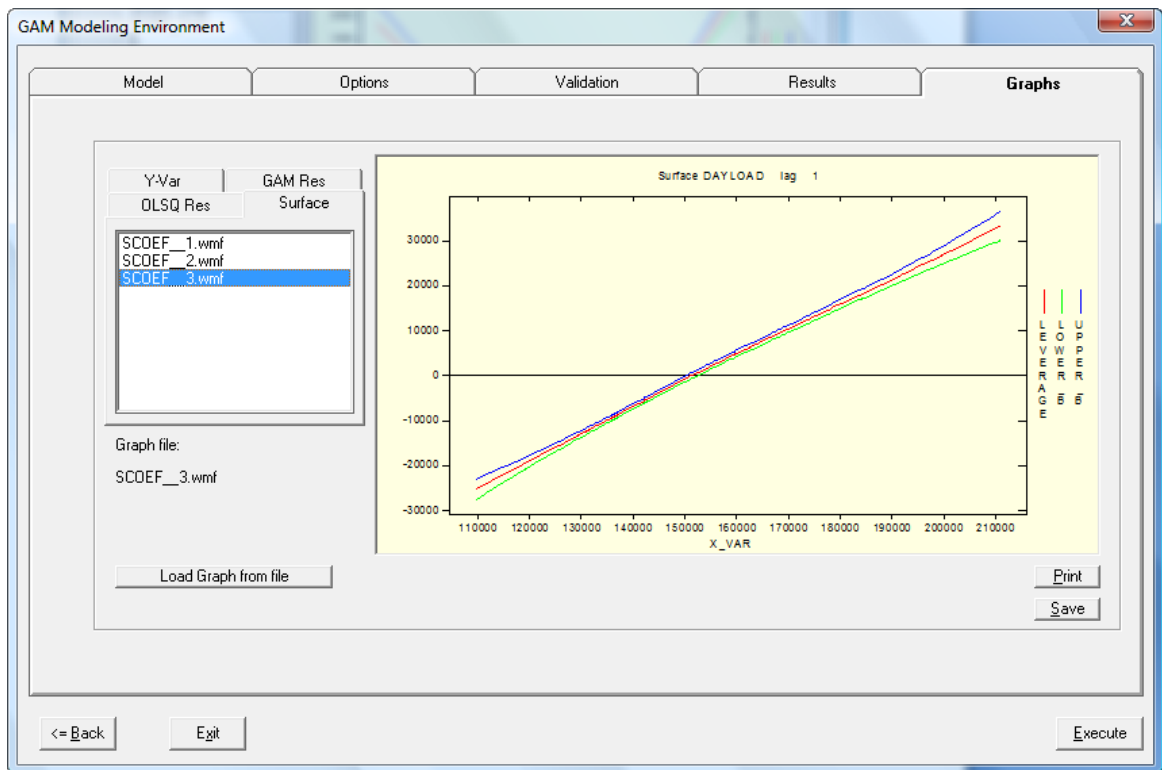 GAM Modeling Environment
Model Options Validation Results Graphs
Y-Var GAM Res
OLSQ Res Surface
SCOEF__1.wmf
SCOEF__2.wmf
SCOEF__3.wmf
Graph file:
SCOEF__3.wmf
Load Graph from file
Surface DAYLOAD lag 1
30000
20000
10000
0
-10000
-20000
-30000
110000 120000 130000 140000 150000 160000 170000 180000 190000 200000 210000
X_VAR
LEVERAGE
LOWER_6
UPPER_6
Print
Save
<= Back Exit Execute